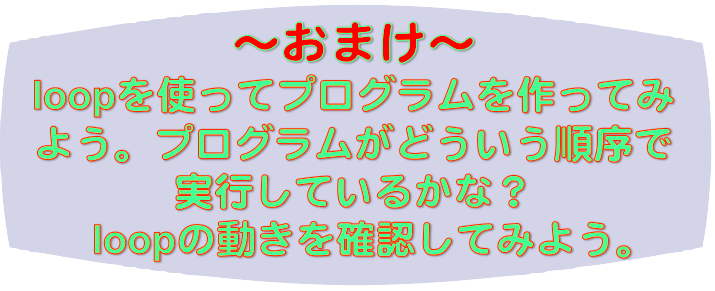 ～おまけ～
loopを使ってプログラムを作ってみ
よう。プログラムがどういう順序で
実行しているかな？
loopの動きを確認してみよう。